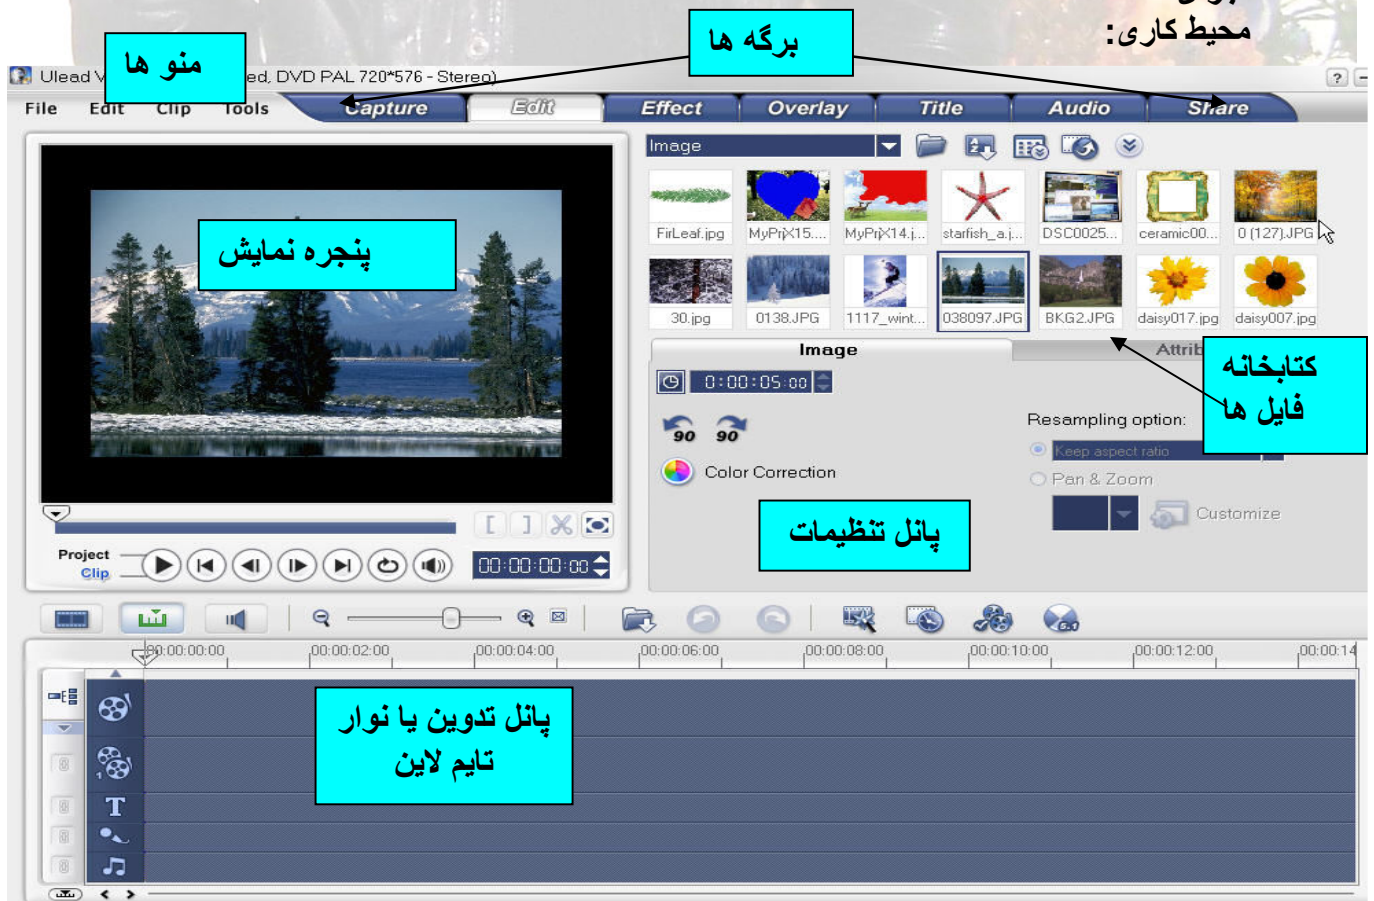 محیط کاری:
برگه ها
منو ها
Ulead V ed, DVD PAL 720*576 - Stereo)
File Edit Clip Tools Capture Edit Effect Overlay Title Audio Share
Image
پنجره نمایش
FirLeaf.jpg MyPrjX15.... MyPrjX14.j... starfish_a.j... DSC0025... ceramic00... 0 (127).JPG
30.jpg 0138.JPG 1117_wint... 038097.JPG BKG2.JPG daisy017.jpg daisy007.jpg
Image Attrib
کتابخانه
فایل ها
0:00:05:00
90 90
Resampling option:
Keep aspect ratio
Color Correction
Pan & Zoom
Customize
پانل تنظیمات
Project
Clip
00:00:00:00
5.1
00:00:00:00 00:00:02:00 00:00:04:00 00:00:06:00 00:00:08:00 00:00:10:00 00:00:12:00 00:00:14
پانل تدوین یا نوار
تایم لاین
1
T